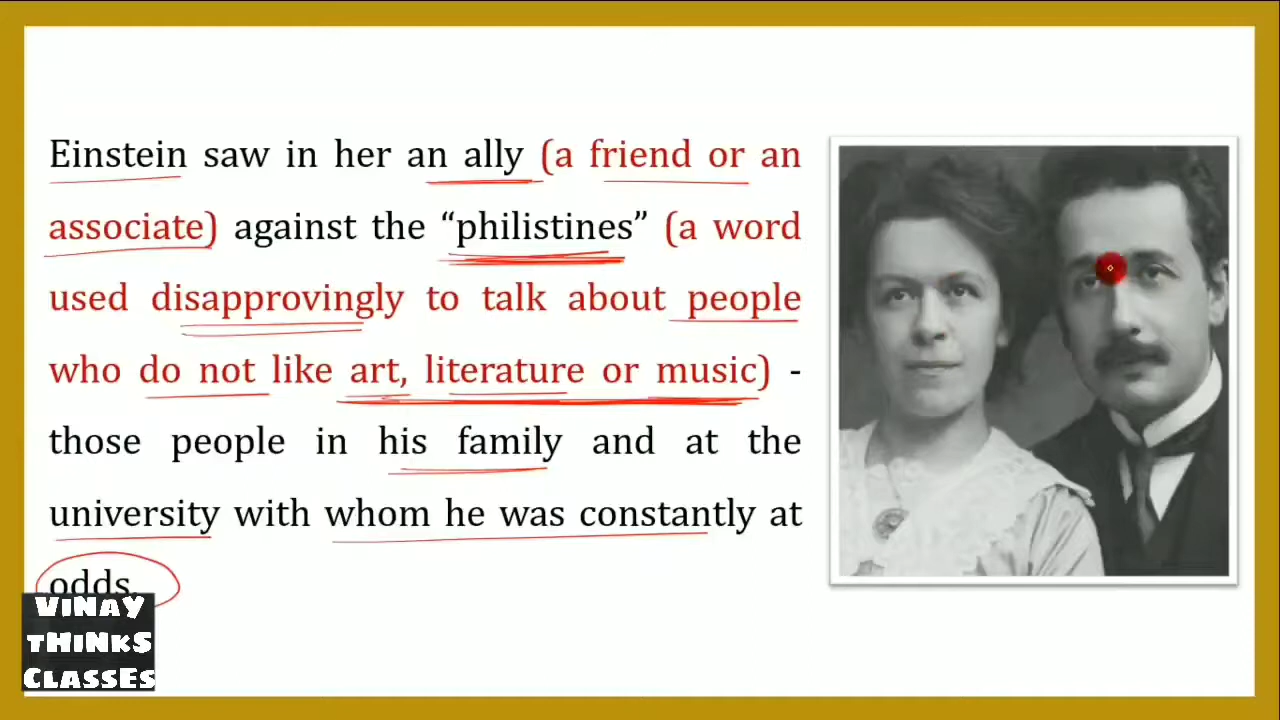 Einstein saw in her an ally (a friend or an
associate) against the “philistines” (a word
used disapprovingly to talk about people
who do not like art, literature or music) -
those people in his family and at the
university with whom he was constantly at
odds.
VINAY
THINKS
CLASSES